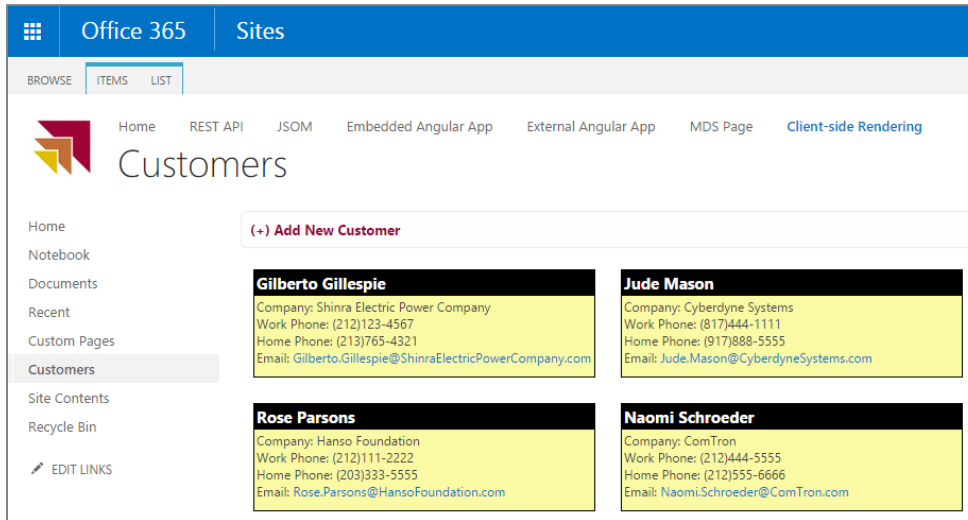 Office 365 Sites
BROWSE ITEMS LIST
Home REST API JSOM Embedded Angular App External Angular App MDS Page Client-side Rendering
Customers
Home
Notebook
Documents
Recent
Custom Pages
Customers
Site Contents
Recycle Bin
EDIT LINKS
(+) Add New Customer
Gilberto Gillespie
Company: Shinra Electric Power Company
Work Phone: (212)123-4567
Home Phone: (213)765-4321
Email: Gilberto.Gillespie@ShinraElectricPowerCompany.com
Jude Mason
Company: Cyberdyne Systems
Work Phone: (817)444-1111
Home Phone: (917)888-5555
Email: Jude.Mason@CyberdyneSystems.com
Rose Parsons
Company: Hanso Foundation
Work Phone: (212)111-2222
Home Phone: (203)333-5555
Email: Rose.Parsons@HansoFoundation.com
Naomi Schroeder
Company: ComTron
Work Phone: (212)444-5555
Home Phone: (212)555-6666
Email: Naomi.Schroeder@ComTron.com